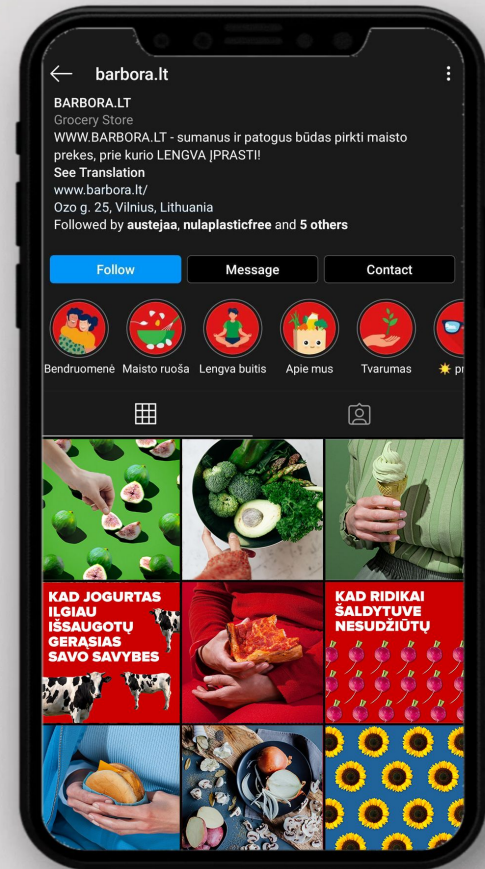 barbora.lt
BARBORA.LT
Grocery Store
WWW.BARBORA.LT - sumanus ir patogus būdas pirkti maisto
prekes, prie kurio LENGVA ĮPRASTI!
See Translation
www.barbora.lt/
Ozo g. 25, Vilnius, Lithuania
Followed by austejaa, nulaplasticfree and 5 others
Follow
Message
Contact
Bendruomenė
Maisto ruoša
Lengva buitis
Apie mus
Tvarumas
KAD JOGURTAS
ILGIAU
IŠSAUGOTŲ
GERĄSIAS
SAVO SAVYBES
KAD RIDIKAI
ŠALDYTUVE
NESUDŽIŪTŲ